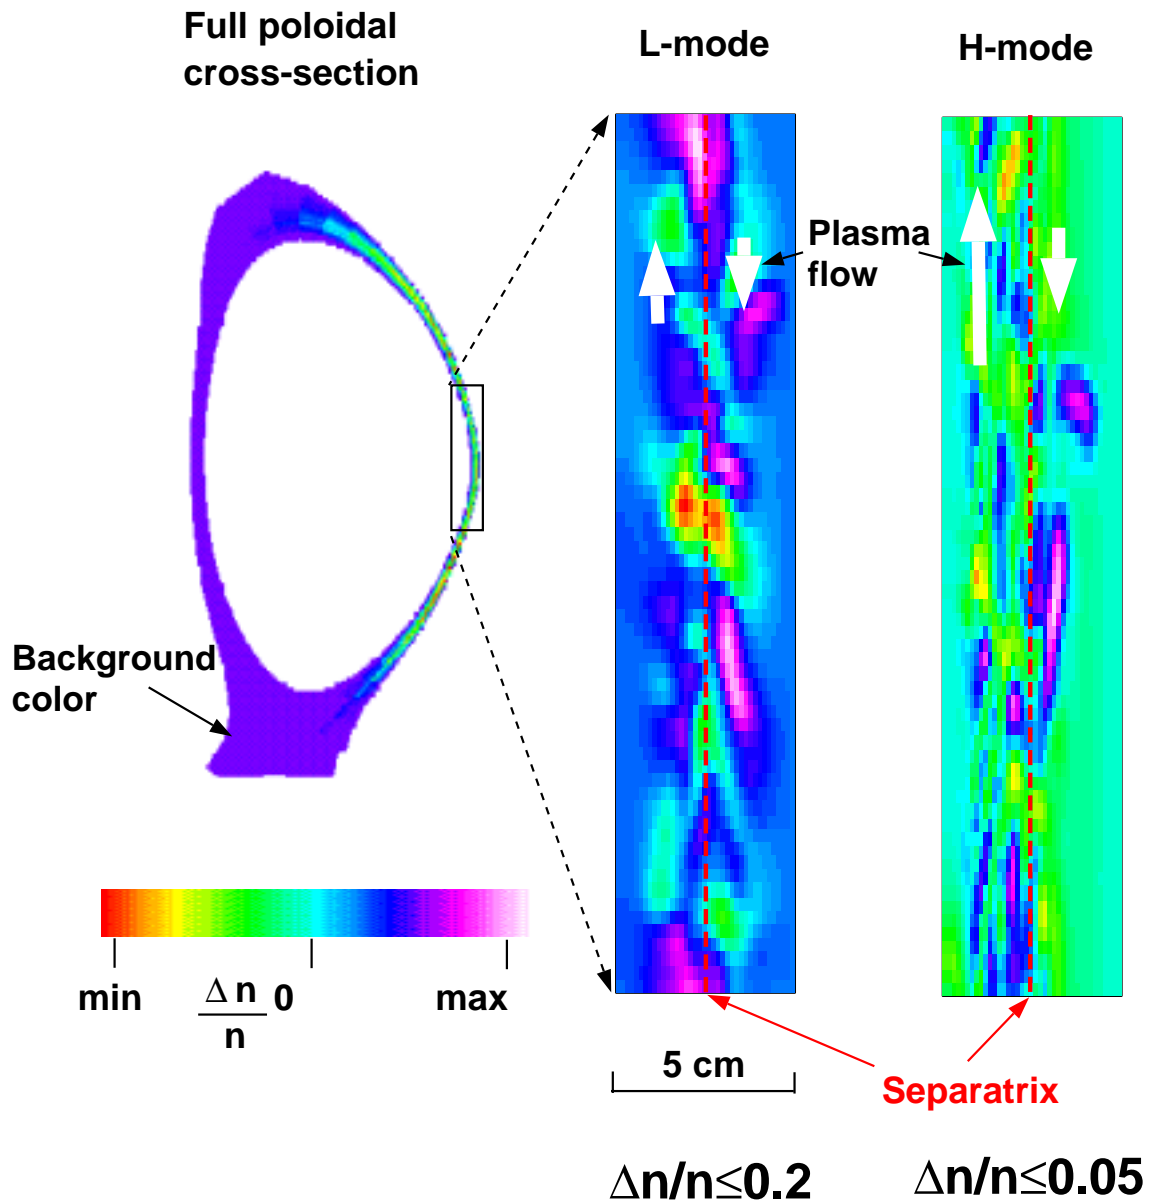 Full poloidal
cross-section
L-mode
H-mode
Plasma
flow
Background
color
min
Δ n
n
0
max
5 cm
Separatrix
Δn/n≤0.2
Δn/n≤0.05